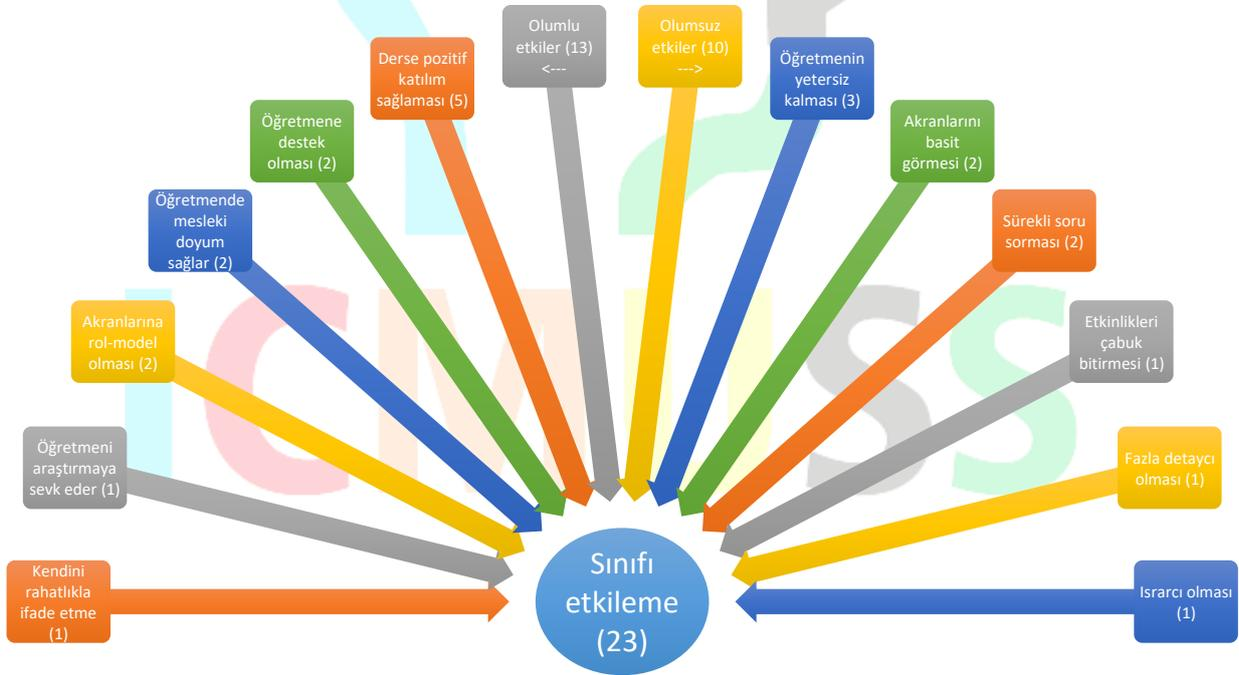 Olumlu
etkiler (13)
<---
Olumsuz
etkiler (10)
--->
Derse pozitif
katılım
sağlaması (5)
Öğretmenin
yetersiz
kalması (3)
Öğretmene
destek
olması (2)
Akranlarını
basit
görmesi (2)
Öğretmende
mesleki
doyum
sağlar (2)
Sürekli soru
sorması (2)
Akranlarına
rol-model
olması (2)
Etkinlikleri
çabuk
bitirmesi (1)
Öğretmeni
araştırmaya
sevk eder (1)
Fazla detaycı
olması (1)
Kendini
rahatlıkla
ifade etme
(1)
Israrcı olması
(1)
Sınıfı
etkileme
(23)
ICMUSS